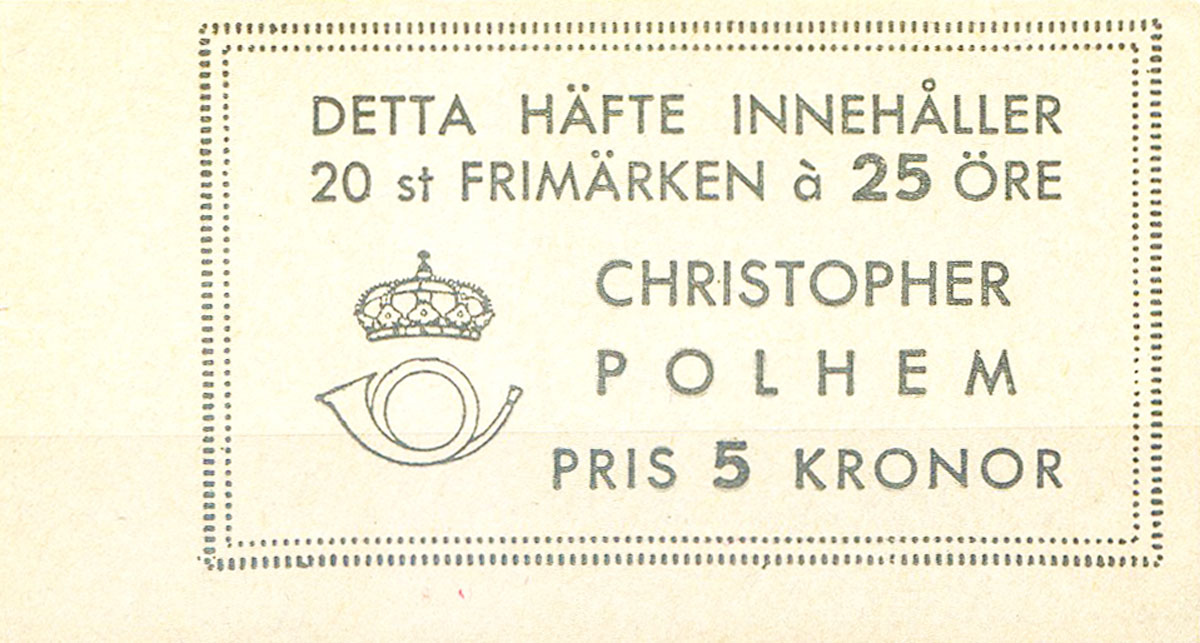 DETTA HÄFTE INNEHÅLLER
20 st FRIMÄRKEN à 25 ÖRE
CHRISTOPHER
POLHEM
PRIS 5 KRONOR